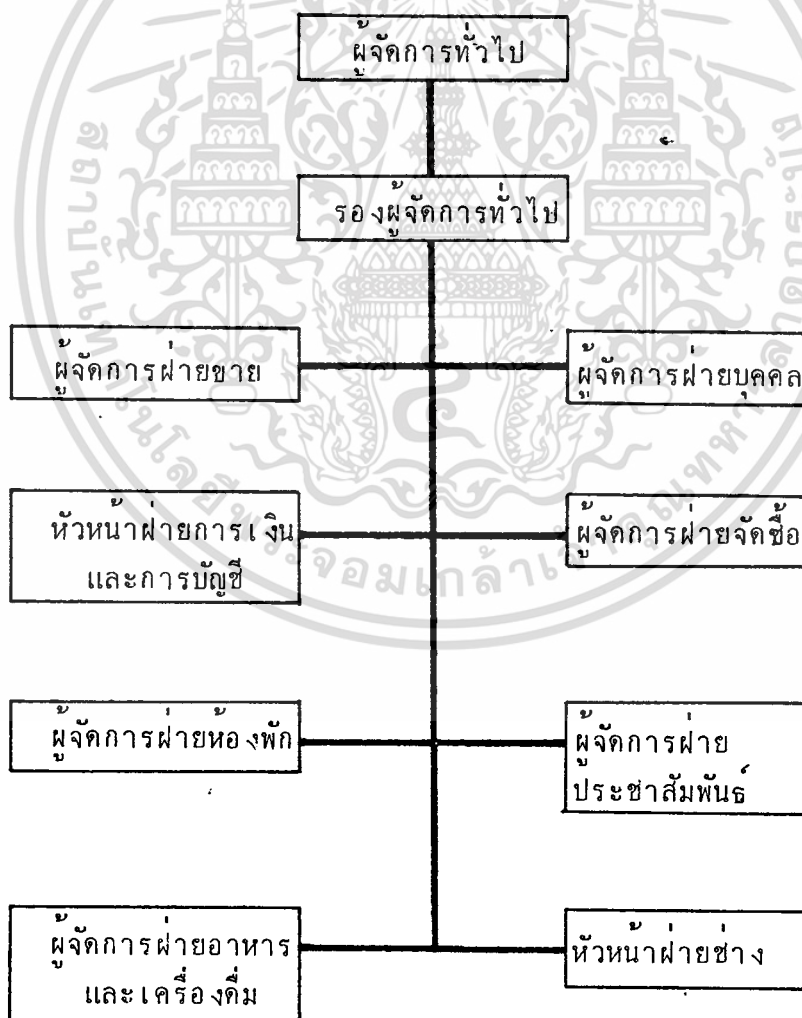 ผู้จัดการทั่วไป
รองผู้จัดการทั่วไป
ผู้จัดการฝ่ายขาย
ผู้จัดการฝ่ายบุคคล
หัวหน้าฝ่ายการเงิน
และการบัญชี
ผู้จัดการฝ่ายจัดซื้อ
ผู้จัดการฝ่ายห้องพัก
ผู้จัดการฝ่าย
ประชาสัมพันธ์
ผู้จัดการฝ่ายอาหาร
และเครื่องดื่ม
หัวหน้าฝ่ายช่าง